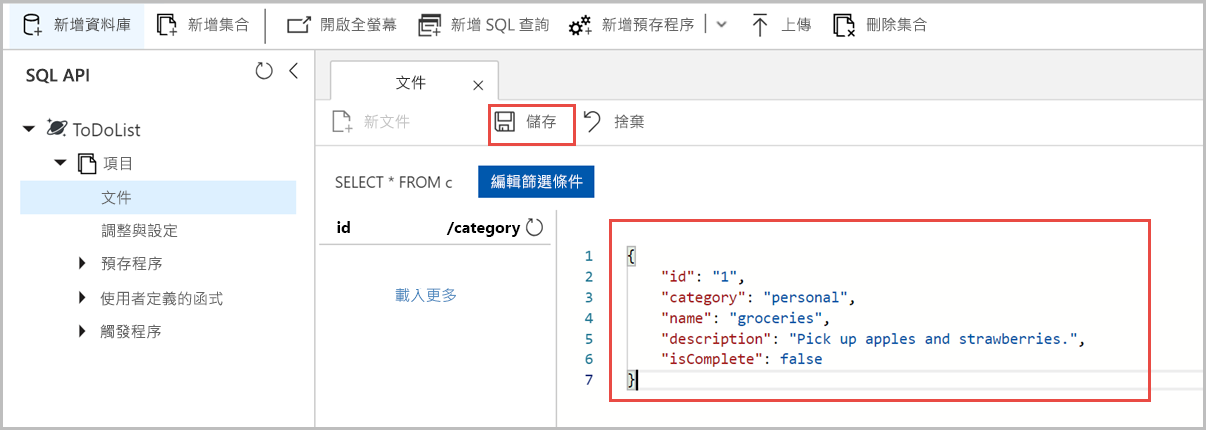 新增資料庫 新增集合 開啟全螢幕 新增 SQL 查詢 新增預存程序 上傳 刪除集合
SQL API
文件
新文件 儲存 捨棄
ToDoList
項目
文件
調整與設定
預存程序
使用者定義的函式
觸發程序
SELECT * FROM c 編輯篩選條件
id /category
載入更多
1 {
2 "id": "1",
3 "category": "personal",
4 "name": "groceries",
5 "description": "Pick up apples and strawberries.",
6 "isComplete": false
7 }